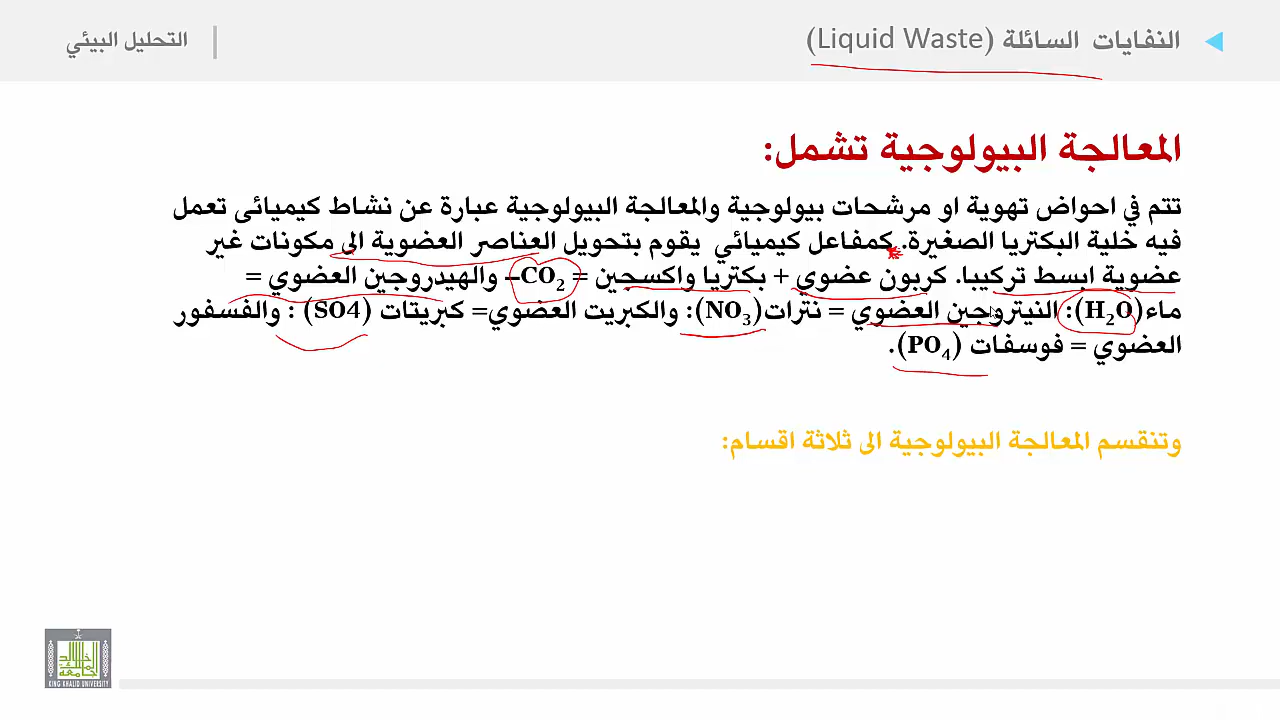 النفايات السائلة (Liquid Waste)
التحليل البيئي
المعالجة البيولوجية تشمل:
تتم في احواض تهوية او مرشحات بيولوجية والمعالجة البيولوجية عبارة عن نشاط كيميائى تعمل
فيه خلية البكتريا الصغيرة. كمفاعل كيميائي يقوم بتحويل العناصر العضوية الى مكونات غير
عضوية ابسط تركيبا. كربون عضوي + بكتريا واكسجين = CO₂– والهيدروجين العضوي =
ماء(H₂O): النيتروجين العضوي = نترات(NO₃): والكبريت العضوي= كبريتات (SO4) : والفسفور
العضوي = فوسفات (PO₄).
وتنقسم المعالجة البيولوجية الى ثلاثة اقسام:
KING KHALID UNIVERSITY